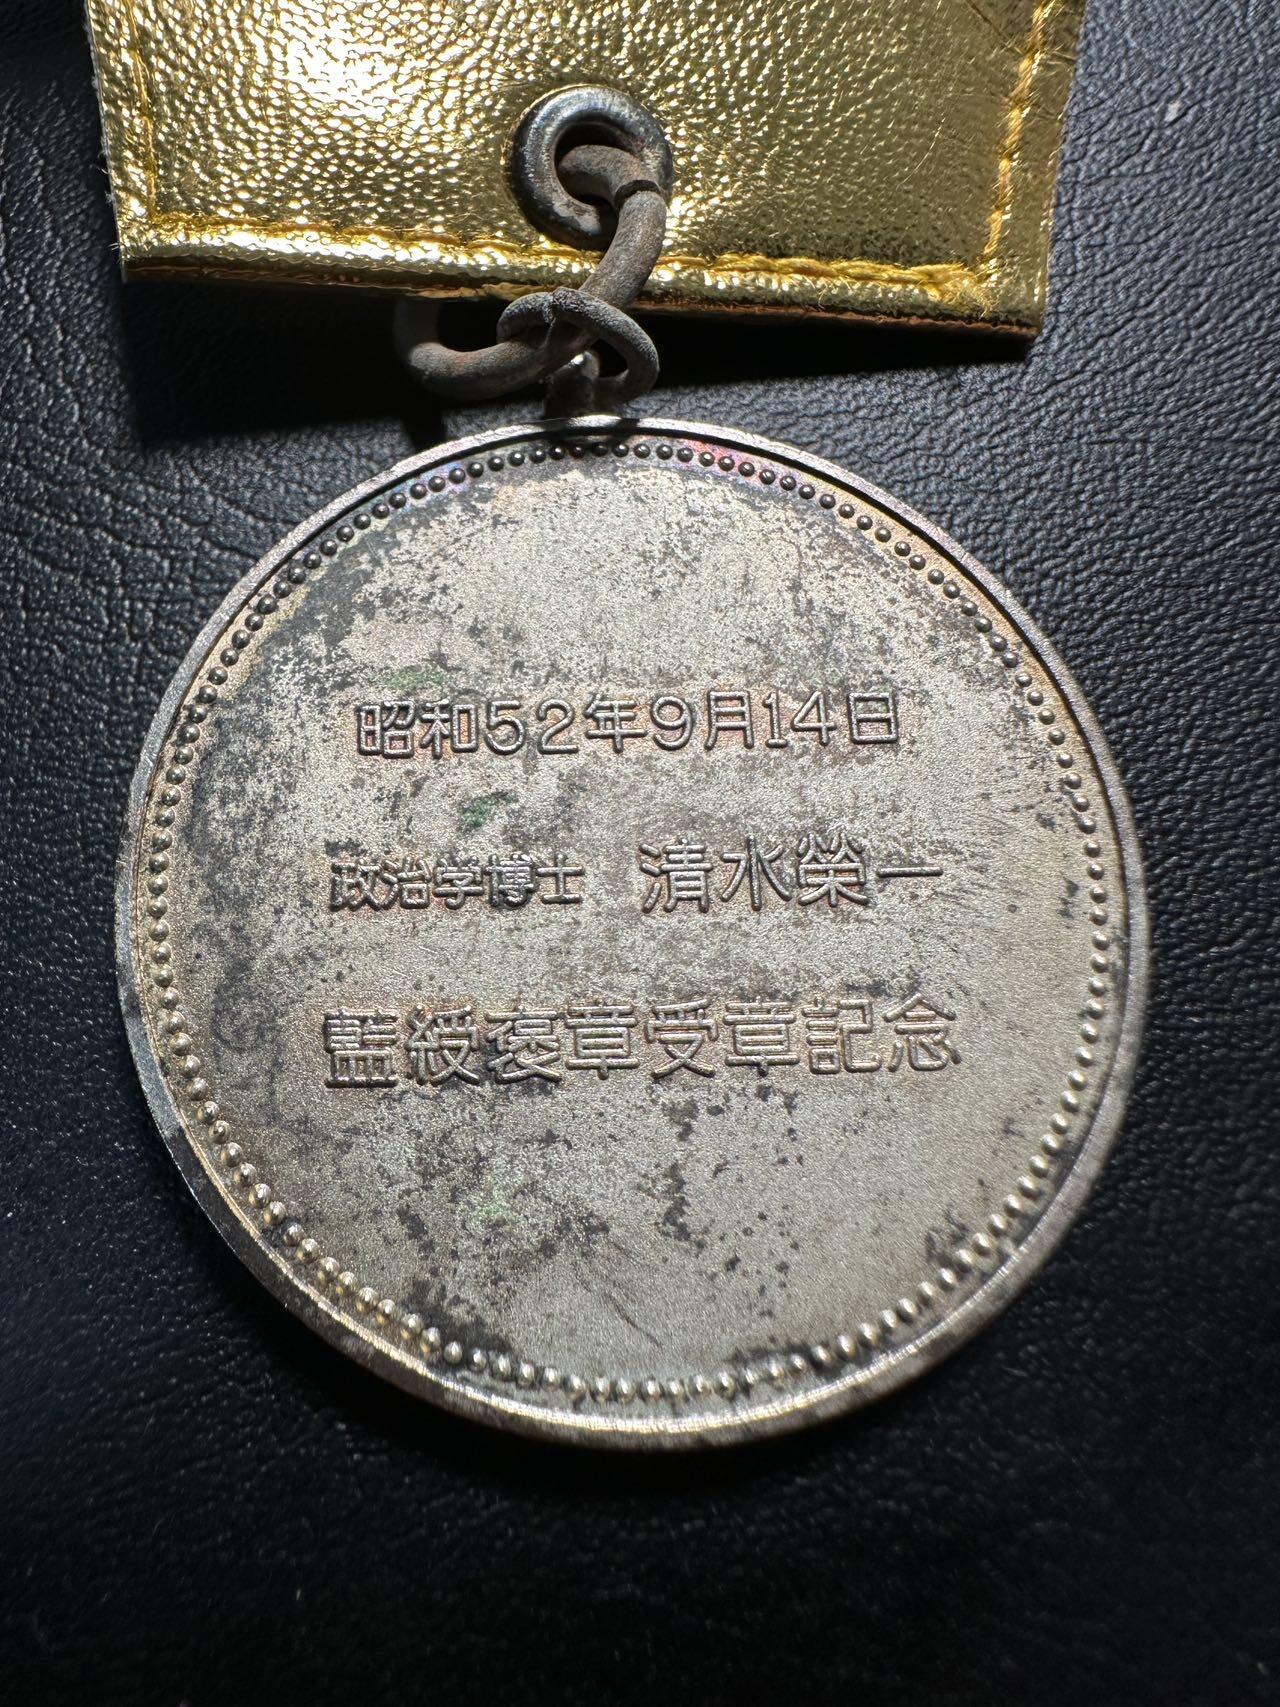 昭和52年9月14日
政治学博士 清水榮一
藍綬褒章受章記念